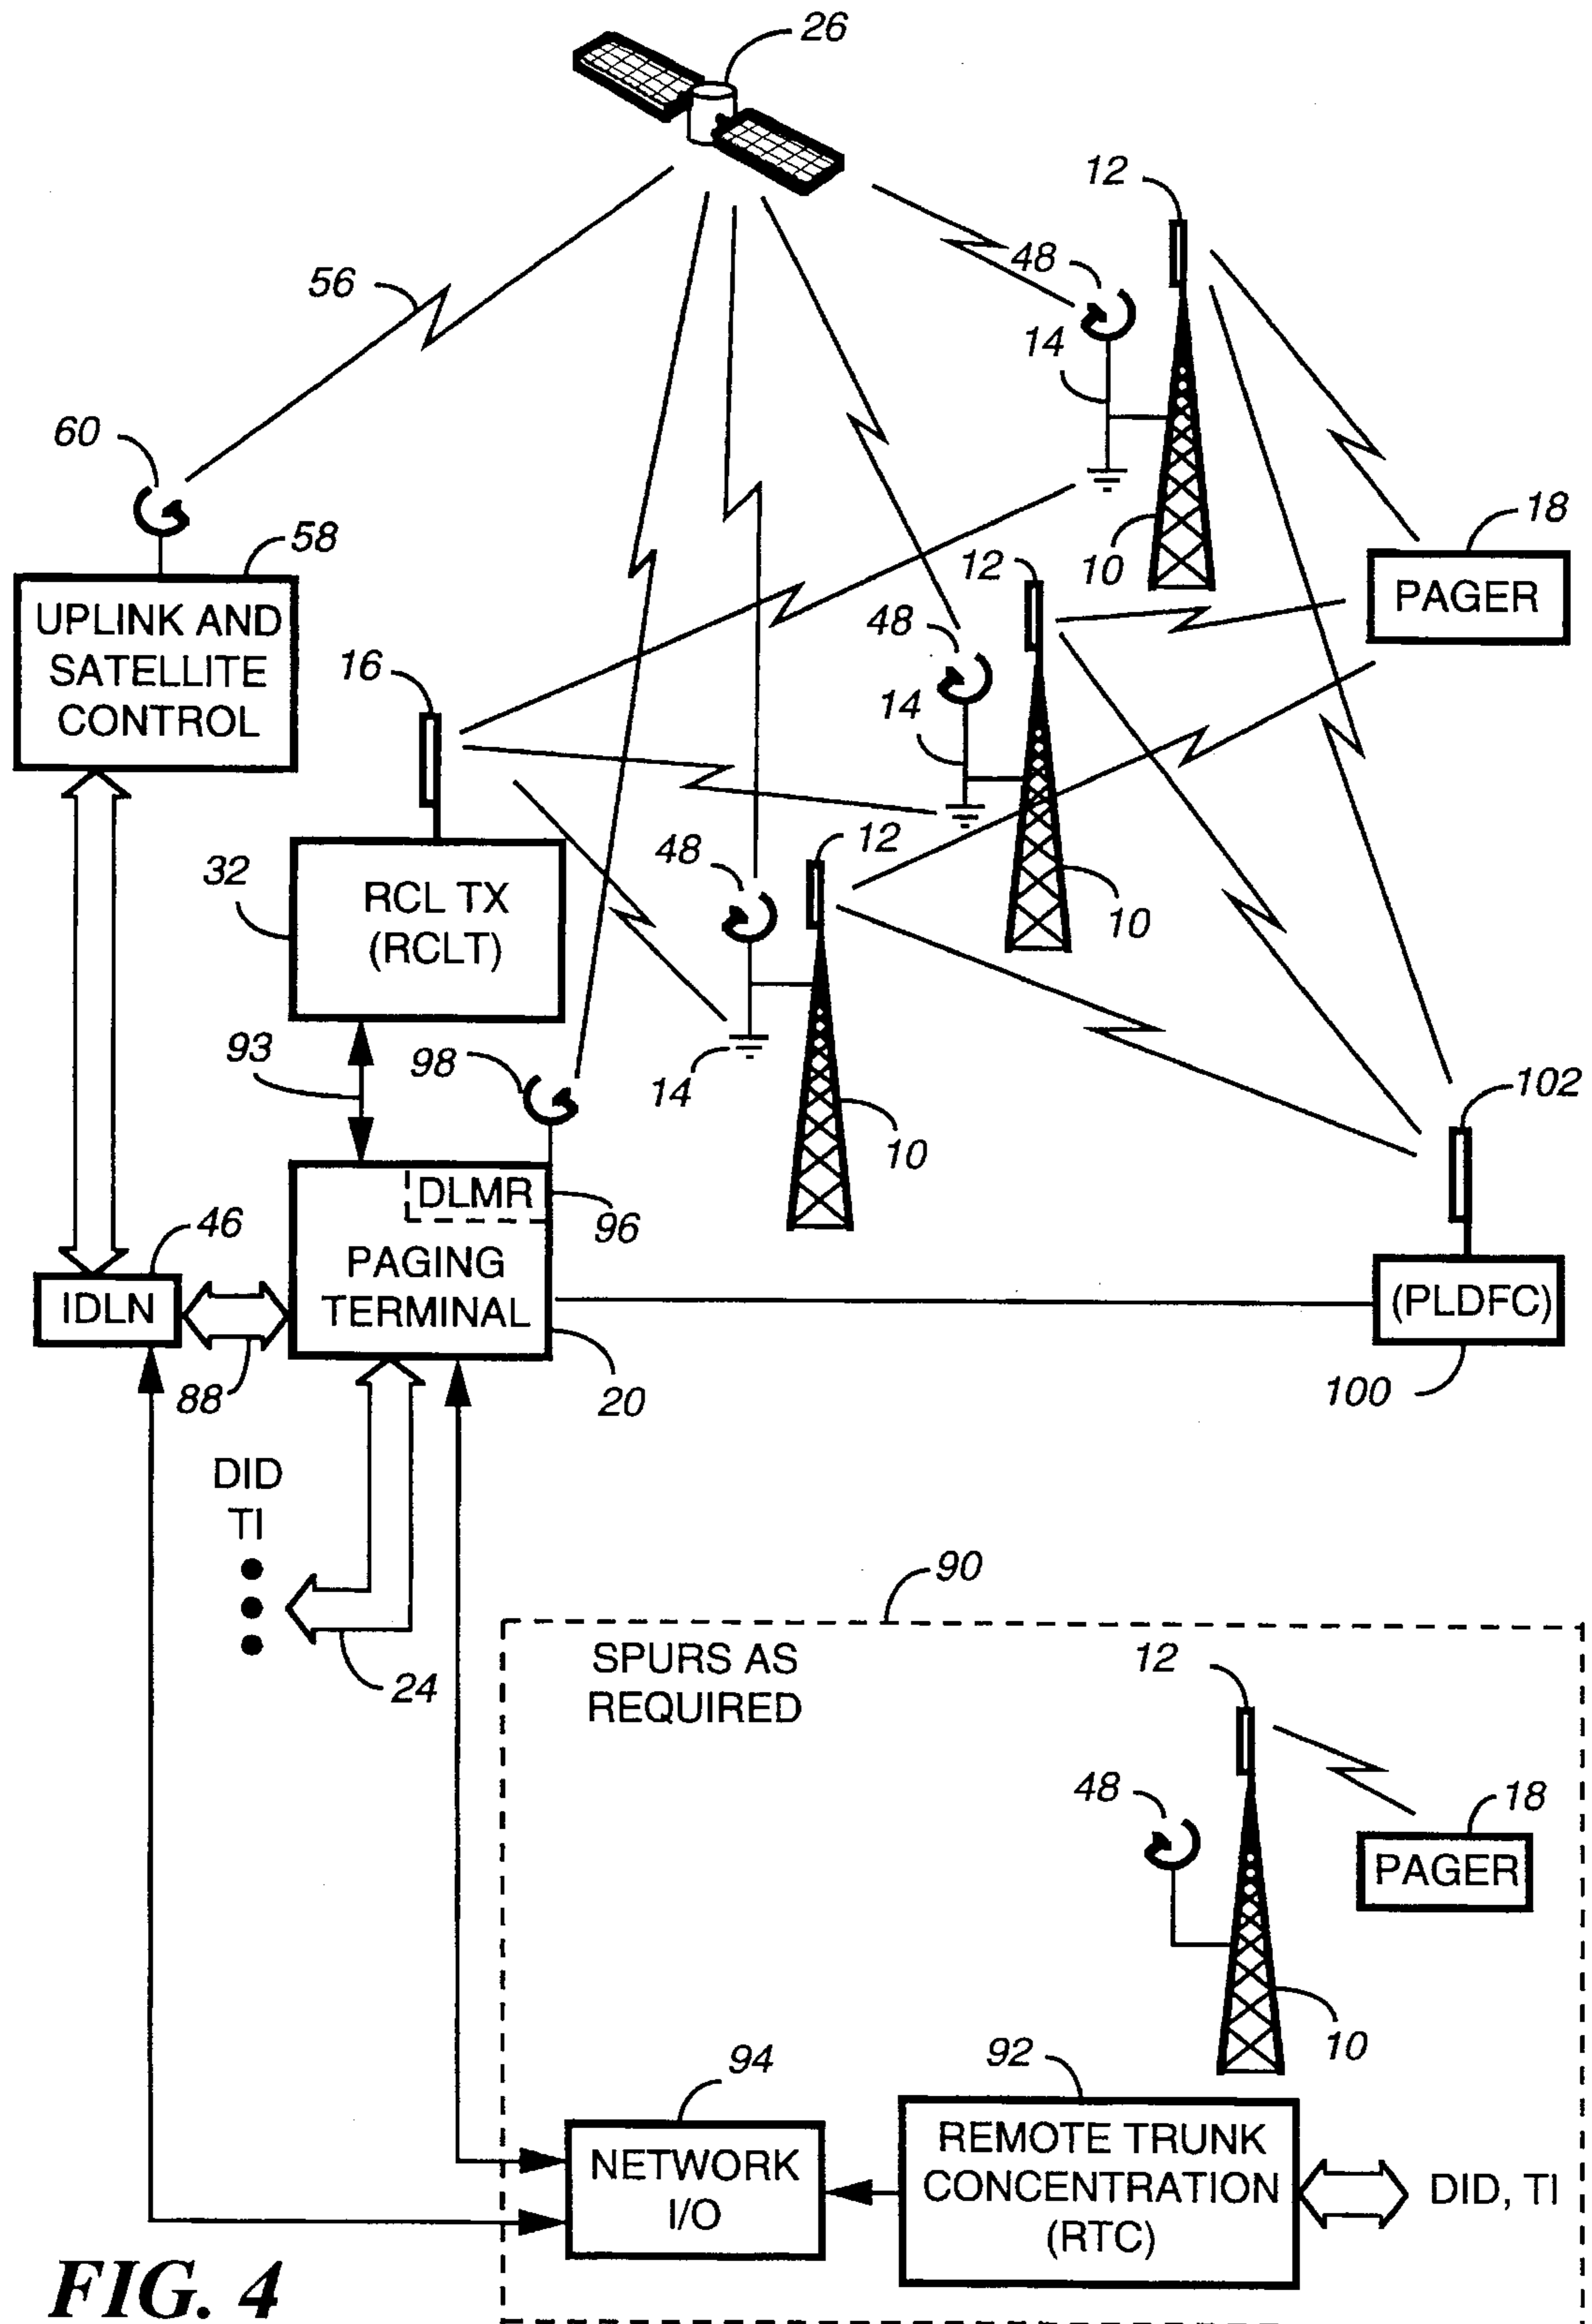 26
12
48
56
14
60
58
18
12
10
UPLINK AND
SATELLITE
CONTROL
PAGER
48
16
14
12
48
32
RCL TX
(RCLT)
10
93
98
14
102
10
46
DLMR
96
PAGING
TERMINAL
IDLN
(PLDFC)
88
20
100
DID
TI
90
SPURS AS
REQUIRED
12
24
48
18
PAGER
10
94
92
NETWORK
I/O
REMOTE TRUNK
CONCENTRATION
(RTC)
DID, TI
FIG. 4